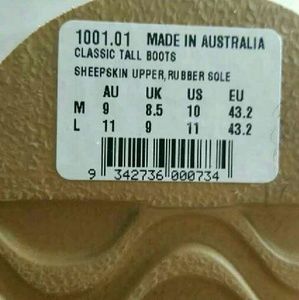 1001.01 MADE IN AUSTRALIA
CLASSIC TALL BOOTS
SHEEPSKIN UPPER, RUBBER SOLE
AU UK US EU
M 9 8.5 10 43.2
L 11 9 11 43.2
9 342736 000734